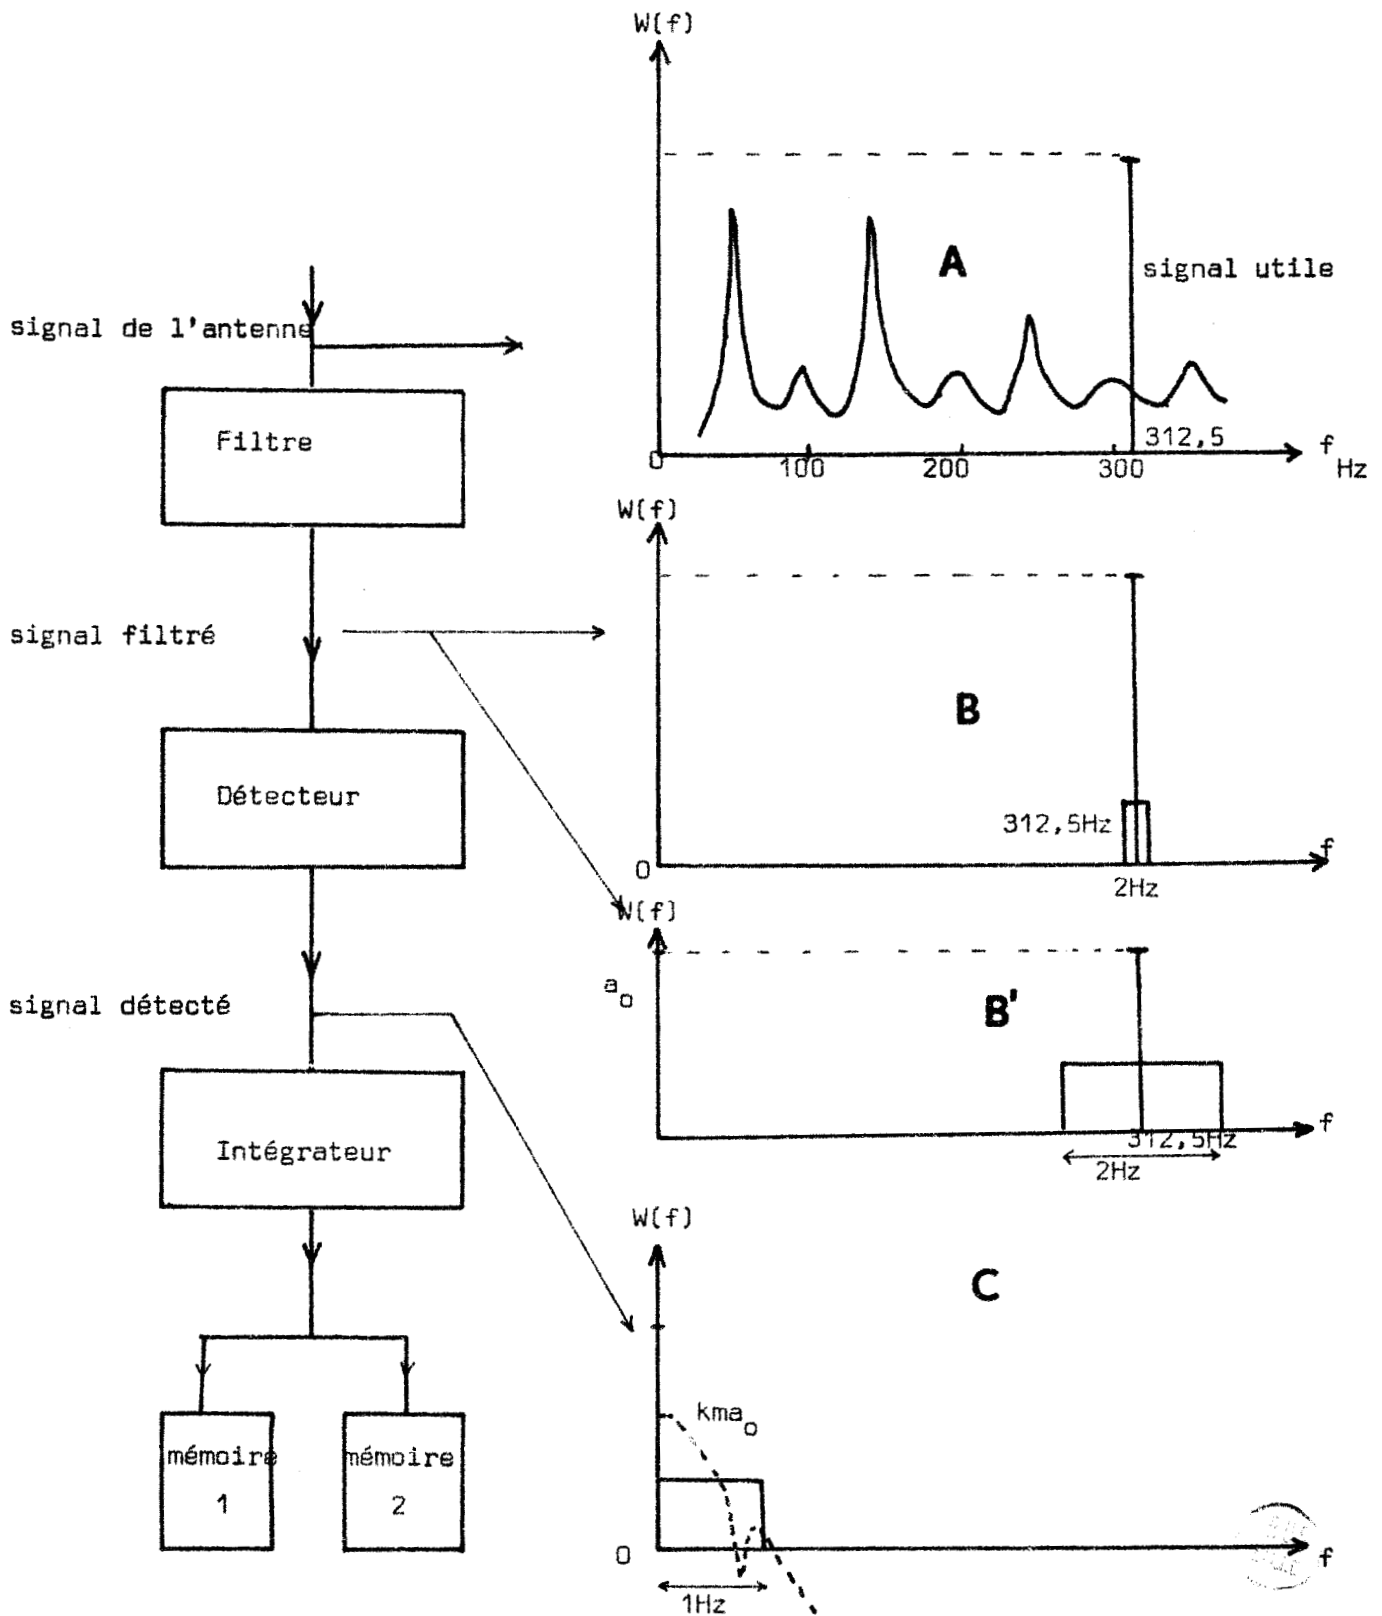 W(f)
A
signal utile
signal de l'antenne
Filtre
312,5
0
100
200
300
f
Hz
W(f)
signal filtré
B
Détecteur
312,5Hz
0
f
2Hz
W(f)
a₀
B'
signal détecté
f
312,5Hz
2Hz
Intégrateur
W(f)
C
kma₀
mémoire
1
mémoire
2
0
f
1Hz